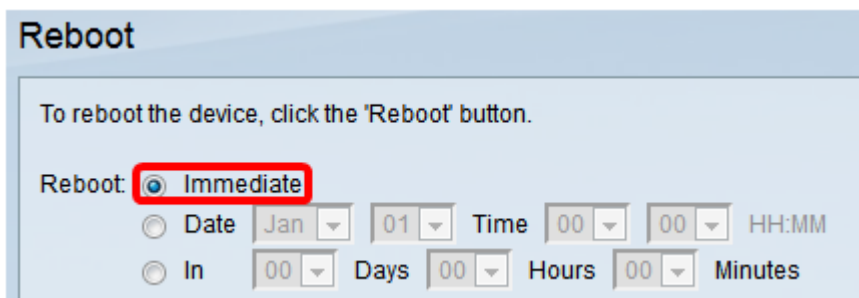 Reboot
To reboot the device, click the 'Reboot' button.
Reboot: Immediate
Date Jan 01 Time 00 00 HH:MM
In 00 Days 00 Hours 00 Minutes